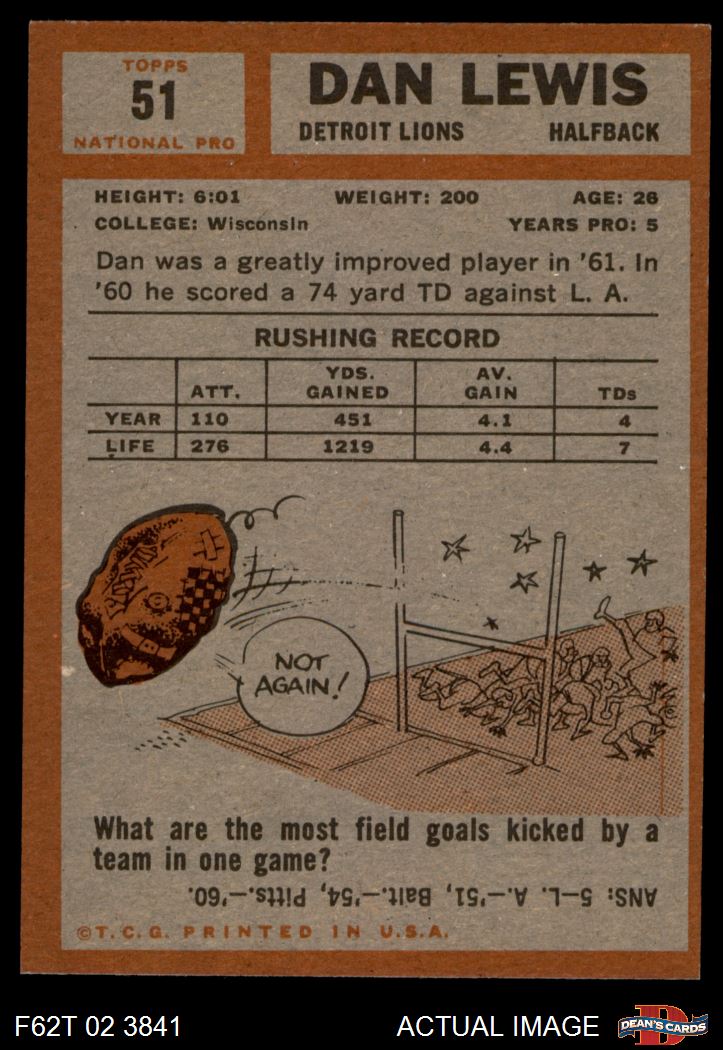 TOPPS
51
NATIONAL PRO
DAN LEWIS
DETROIT LIONS HALFBACK
HEIGHT: 6:01 WEIGHT: 200 AGE: 26
COLLEGE: Wisconsin YEARS PRO: 5
Dan was a greatly improved player in '61. In
'60 he scored a 74 yard TD against L. A.
RUSHING RECORD
ATT. YDS. GAINED AV. GAIN TDs
YEAR 110 451 4.1 4
LIFE 276 1219 4.4 7
NOT
AGAIN!
What are the most field goals kicked by a
team in one game?
ANS: 5-L. A.-'51, Balt.-'54, Pitts.-'60.
©T.C.G. PRINTED IN U.S.A.
F62T 02 3841 ACTUAL IMAGE
D
DEAN'S CARDS